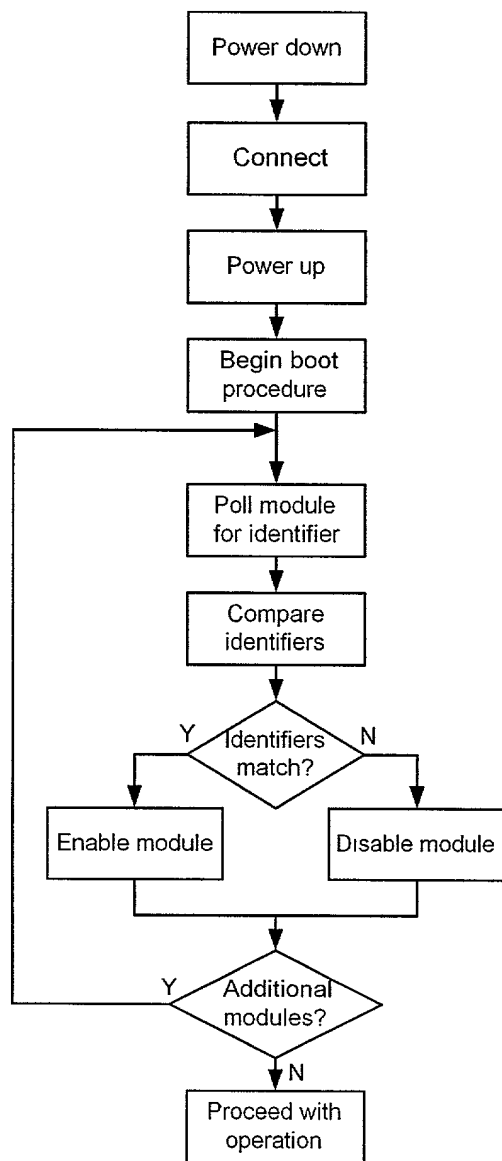 Power down
Connect
Power up
Begin boot
procedure
Poll module
for identifier
Compare
identifiers
Y
Identifiers
match?
N
Enable module
Disable module
Y
Additional
modules?
N
Proceed with
operation